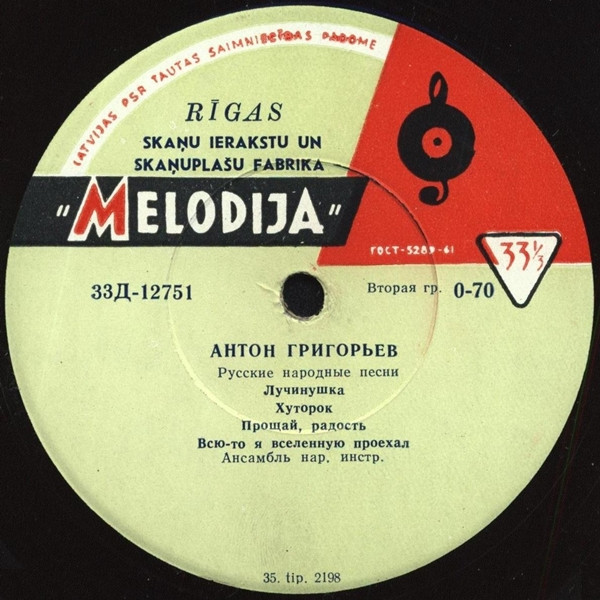 LATVIJAS PSR TAUTAS SAIMNIECĪBAS PADOME
RĪGAS
SKAŅU IERAKSTU UN
SKAŅUPLAŠU FABRIKA
"MELODIJA"
ГОСТ-5289-61
33⅓
33Д-12751
Вторая гр. 0-70
АНТОН ГРИГОРЬЕВ
Русские народные песни
Лучинушка
Хуторок
Прощай, радость
Всю-то я вселенную проехал
Ансамбль нар. инстр.
35. tip. 2198